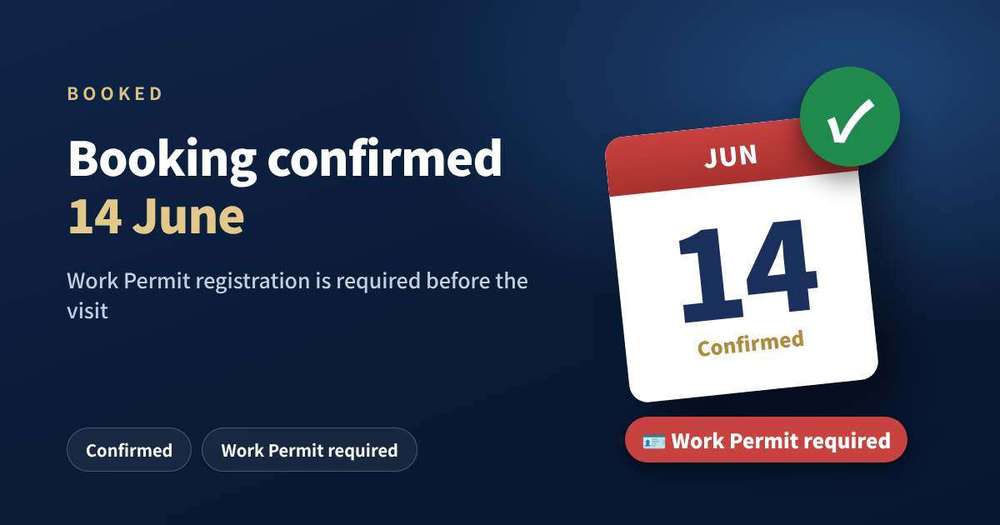 BOOKED
Booking confirmed
14 June
Work Permit registration is required before the
visit
Confirmed
Work Permit required
JUN
14
Confirmed
Work Permit required